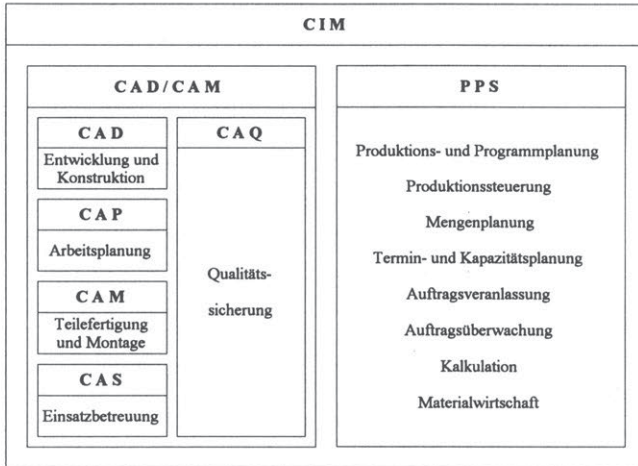 CIM
CAD/CAM
CAD
Entwicklung und
Konstruktion
CAP
Arbeitsplanung
CAM
Teilefertigung
und Montage
CAS
Einsatzbetreuung
CAQ
Qualitäts-
sicherung
PPS
Produktions- und Programmplanung
Produktionssteuerung
Mengenplanung
Termin- und Kapazitätsplanung
Auftragsveranlassung
Auftragsüberwachung
Kalkulation
Materialwirtschaft